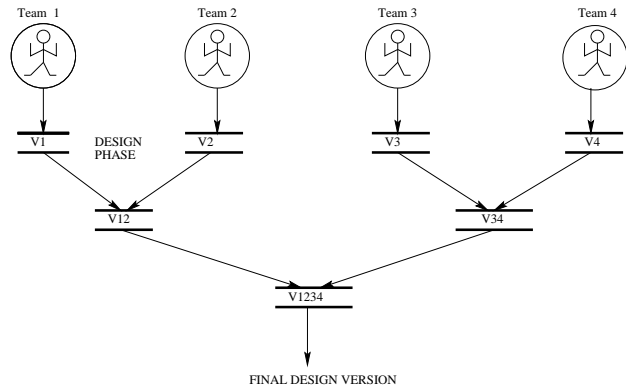 Team 1
Team 2
Team 3
Team 4
V1
DESIGN
PHASE
V2
V3
V4
V12
V34
V1234
FINAL DESIGN VERSION